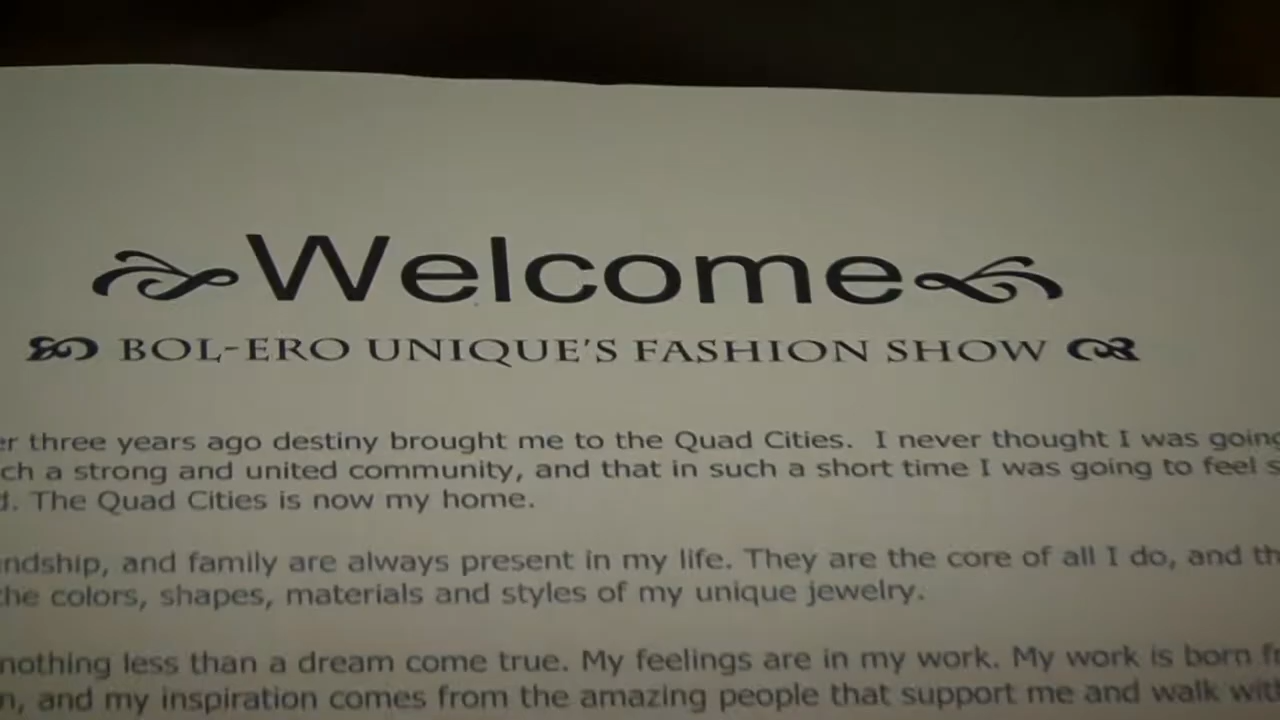 Welcome
BOL-ERO UNIQUE'S FASHION SHOW
three years ago destiny brought me to the Quad Cities. I never thought I was going
a strong and united community, and that in such a short time I was going to feel
The Quad Cities is now my home.
and family are always present in my life. They are the core of all I do, and
the colors, shapes, materials and styles of my unique jewelry.
nothing less than a dream come true. My feelings are in my work. My work is born
and my inspiration comes from the amazing people that support me and walk with